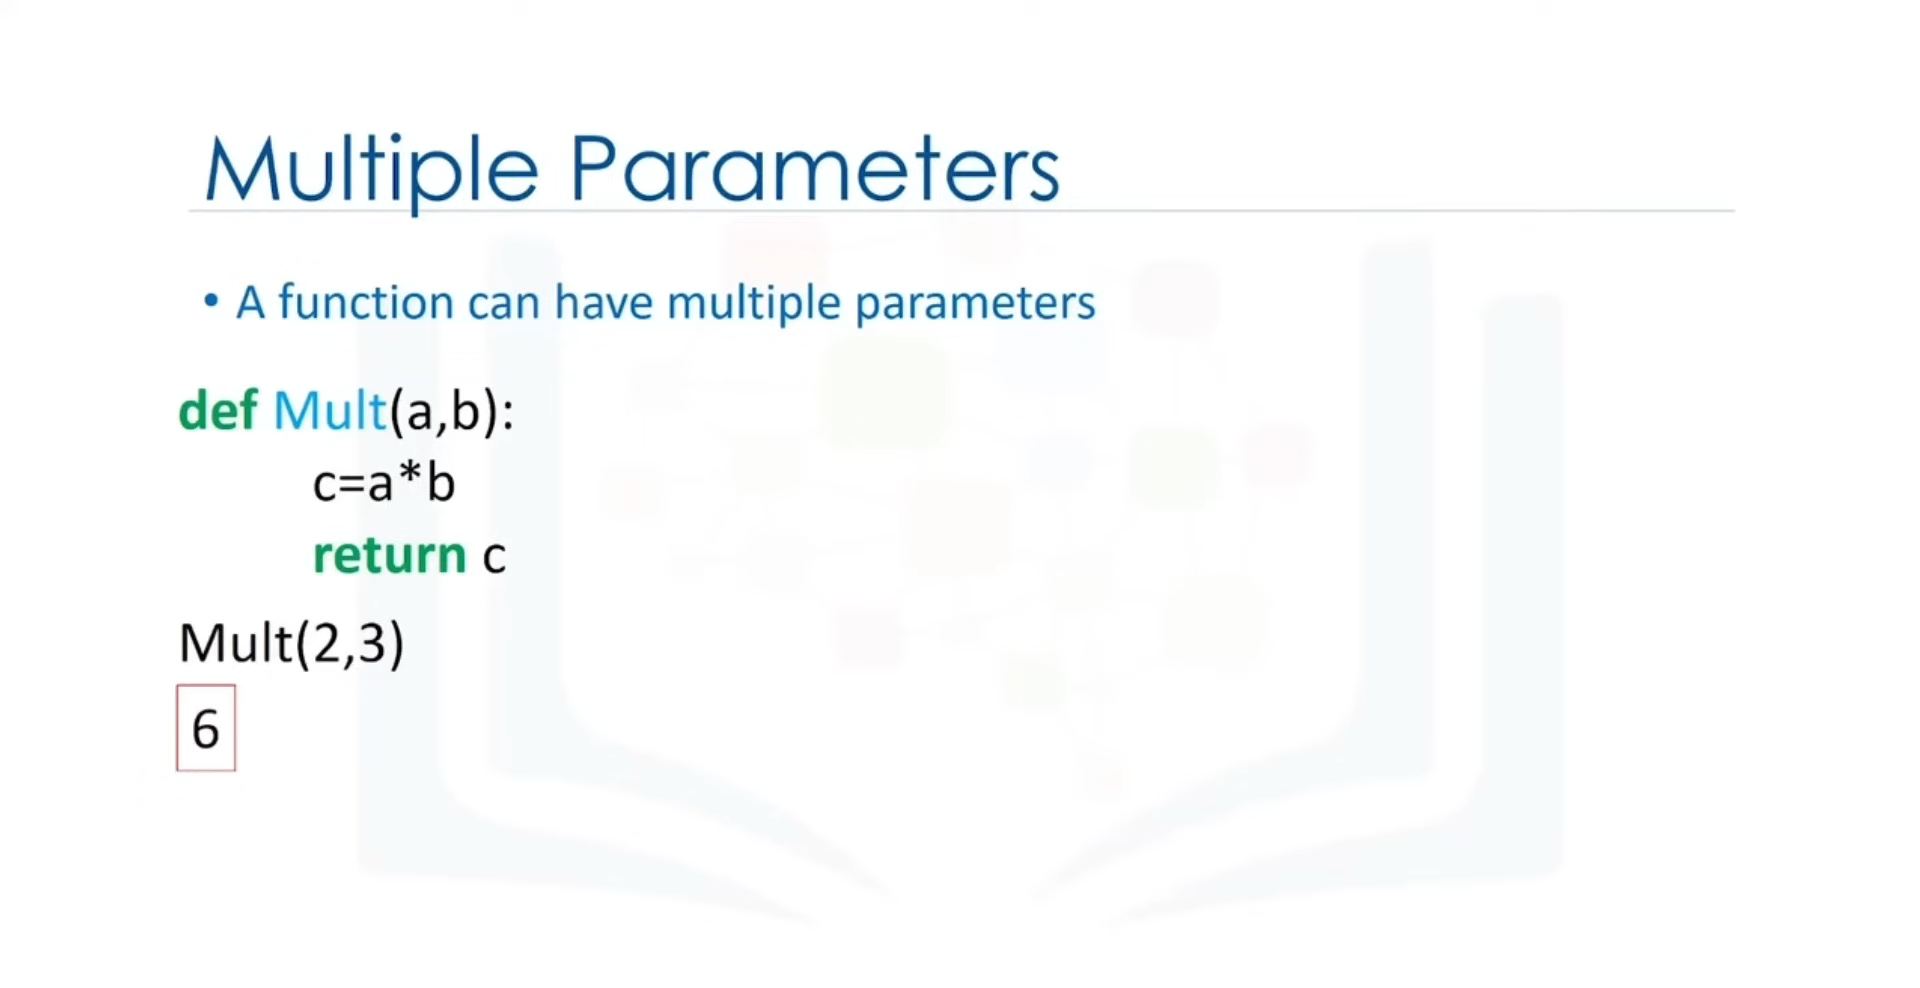 Multiple Parameters
• A function can have multiple parameters
def Mult(a,b):
c=a*b
return c
Mult(2,3)
6